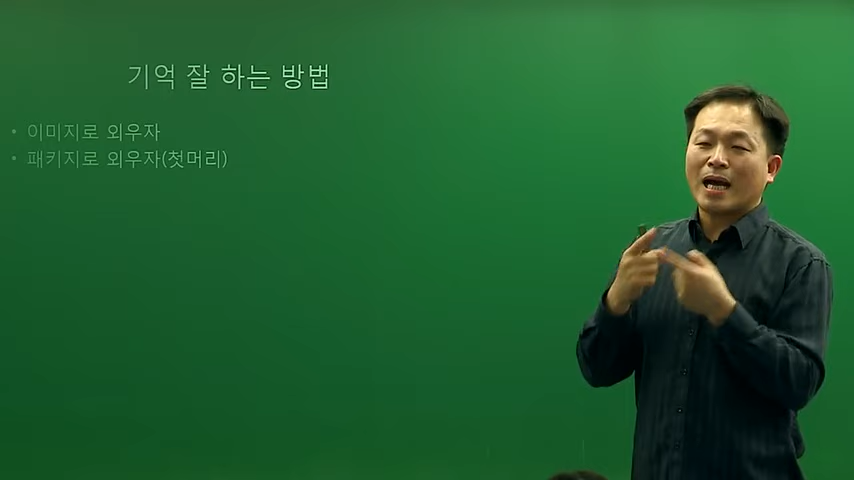 기억 잘 하는 방법
• 이미지로 외우자
• 패키지로 외우자(첫머리)